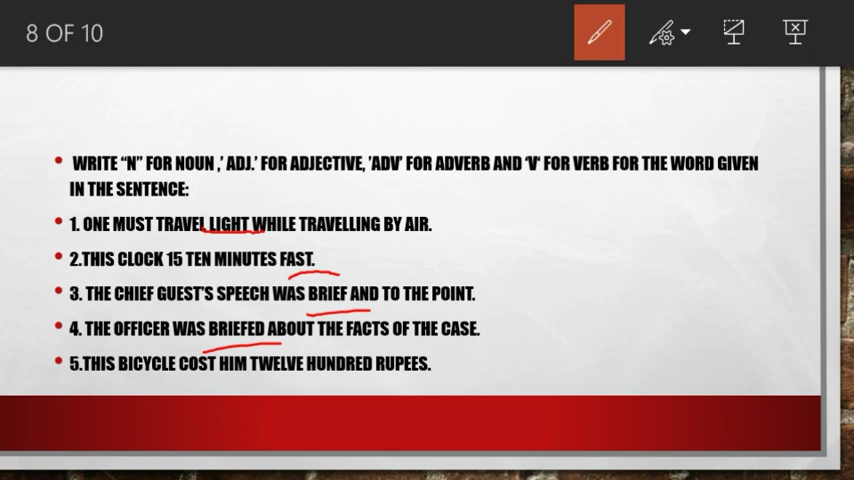 8 OF 10
WRITE “N” FOR NOUN ,’ ADJ.’ FOR ADJECTIVE, ’ADV’ FOR ADVERB AND ‘V‘ FOR VERB FOR THE WORD GIVEN
IN THE SENTENCE:
1. ONE MUST TRAVEL LIGHT WHILE TRAVELLING BY AIR.
2.THIS CLOCK 15 TEN MINUTES FAST.
3. THE CHIEF GUEST’S SPEECH WAS BRIEF AND TO THE POINT.
4. THE OFFICER WAS BRIEFED ABOUT THE FACTS OF THE CASE.
5.THIS BICYCLE COST HIM TWELVE HUNDRED RUPEES.